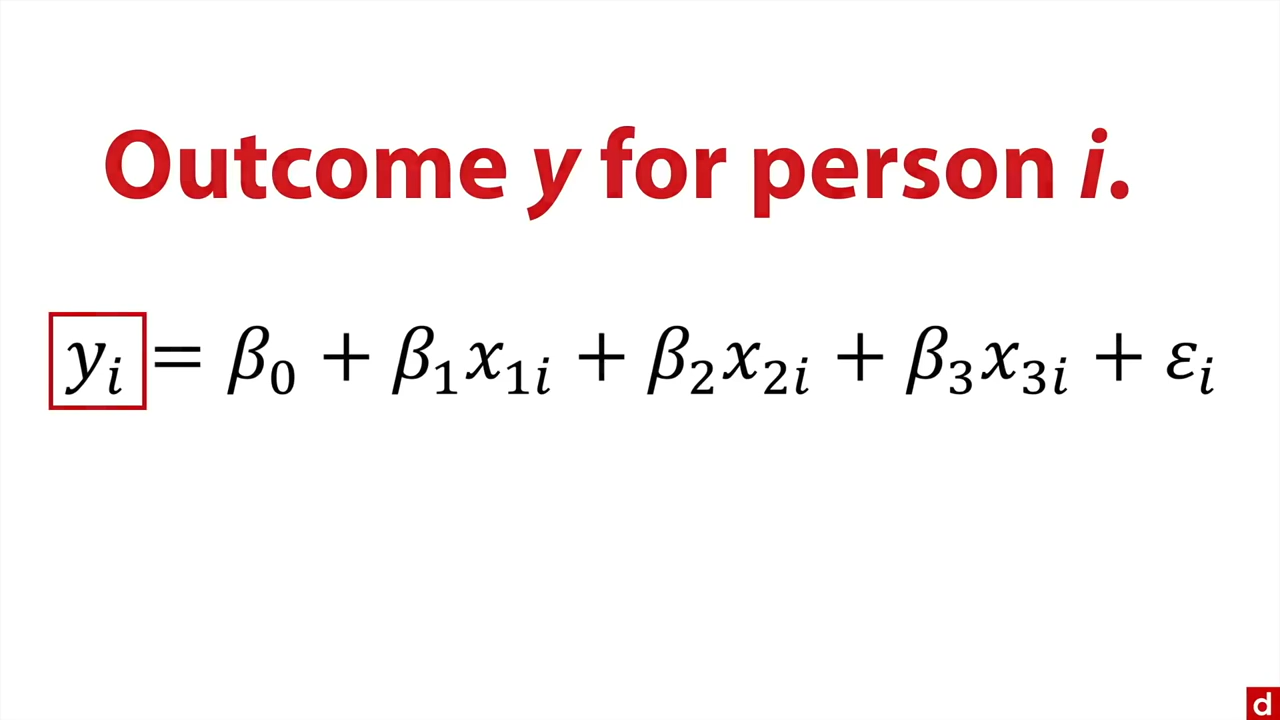 Outcome y for person i.
yᵢ = β₀ + β₁x₁ᵢ + β₂x₂ᵢ + β₃x₃ᵢ + εᵢ
d